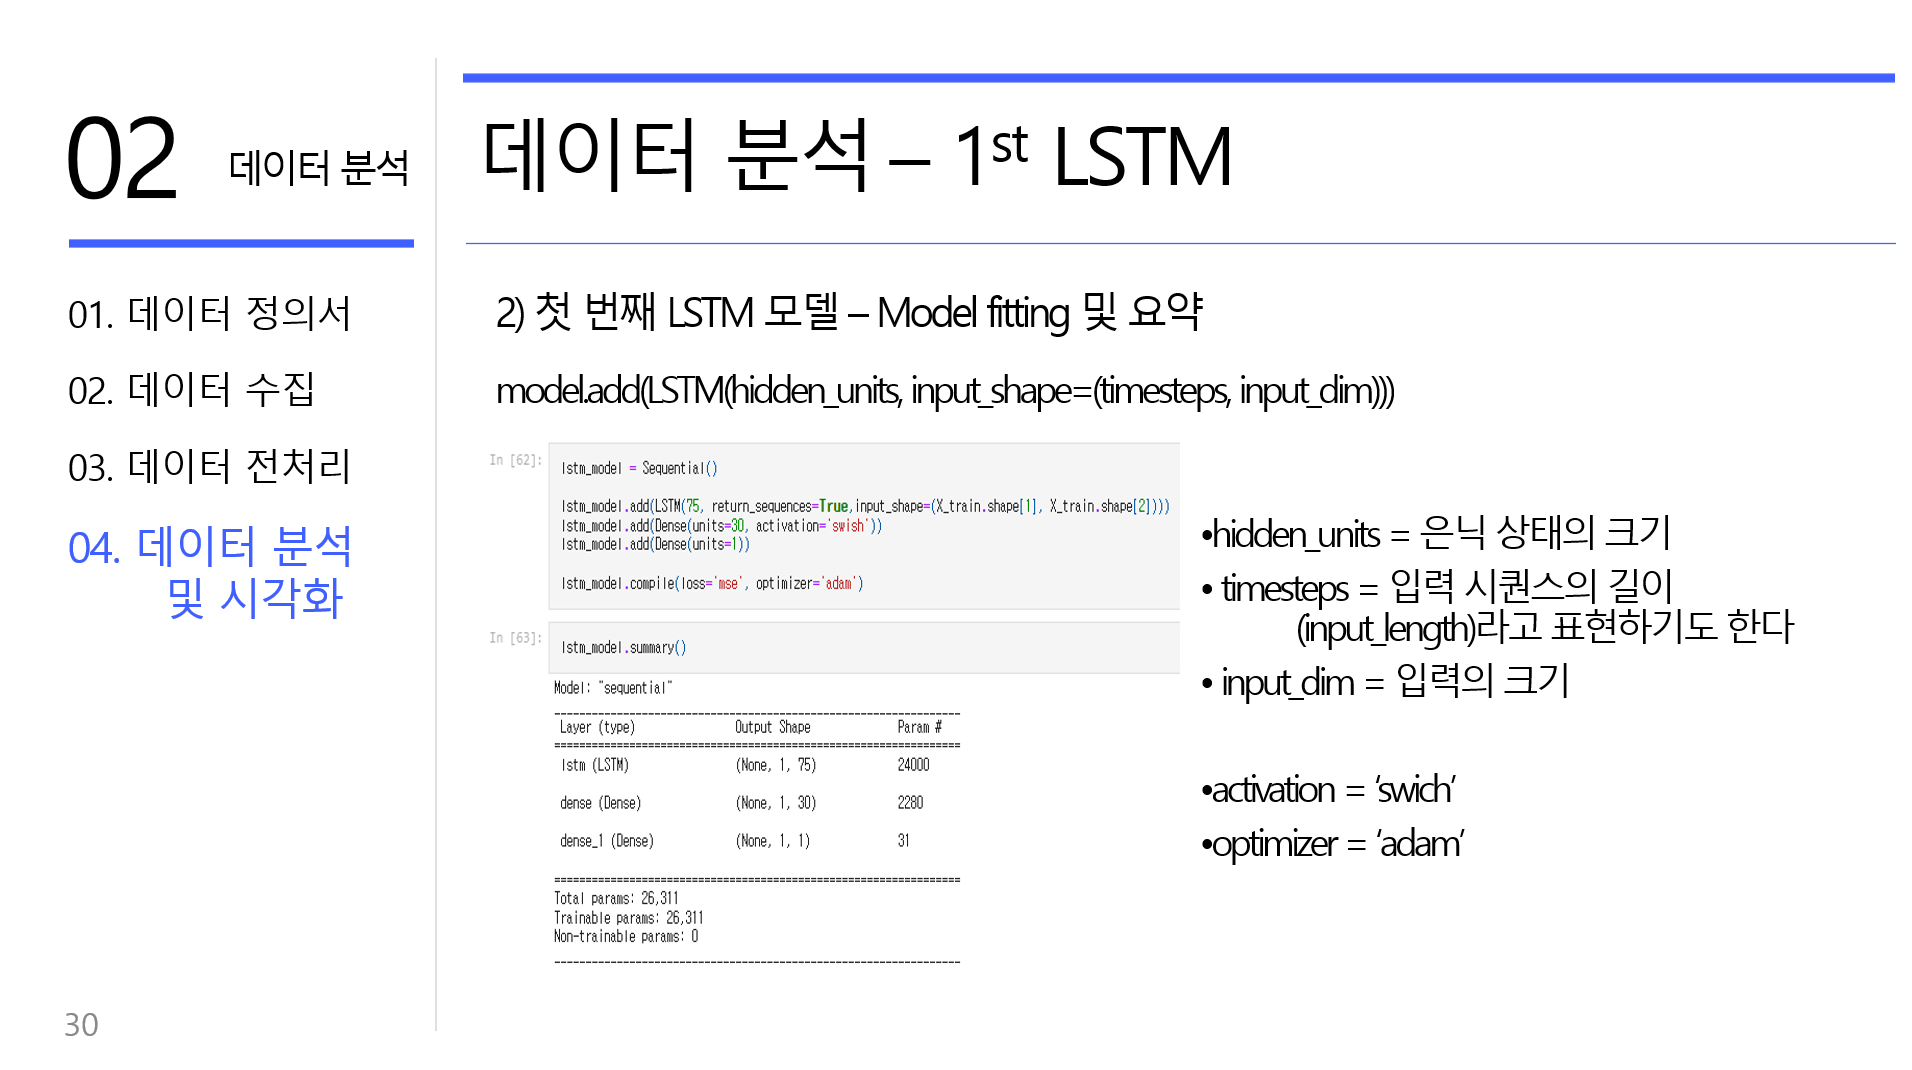 02 데이터 분석
01. 데이터 정의서
02. 데이터 수집
03. 데이터 전처리
04. 데이터 분석
및 시각화
30
데이터 분석 – 1st LSTM
2) 첫 번째 LSTM 모델 – Model fitting 및 요약
model.add(LSTM(hidden_units, input_shape=(timesteps, input_dim)))
In [62]:
lstm_model = Sequential()
lstm_model.add(LSTM(75, return_sequences=True,input_shape=(X_train.shape[1], X_train.shape[2])))
lstm_model.add(Dense(units=30, activation='swish'))
lstm_model.add(Dense(units=1))
lstm_model.compile(loss='mse', optimizer='adam')
In [63]:
lstm_model.summary()
Model: "sequential"
_________________________________________________________________
Layer (type) Output Shape Param #
=================================================================
lstm (LSTM) (None, 1, 75) 24000
dense (Dense) (None, 1, 30) 2280
dense_1 (Dense) (None, 1, 1) 31
=================================================================
Total params: 26,311
Trainable params: 26,311
Non-trainable params: 0
_________________________________________________________________
•hidden_units = 은닉 상태의 크기
• timesteps = 입력 시퀀스의 길이
(input_length)라고 표현하기도 한다
• input_dim = 입력의 크기
•activation = ‘swich’
•optimizer = ‘adam’